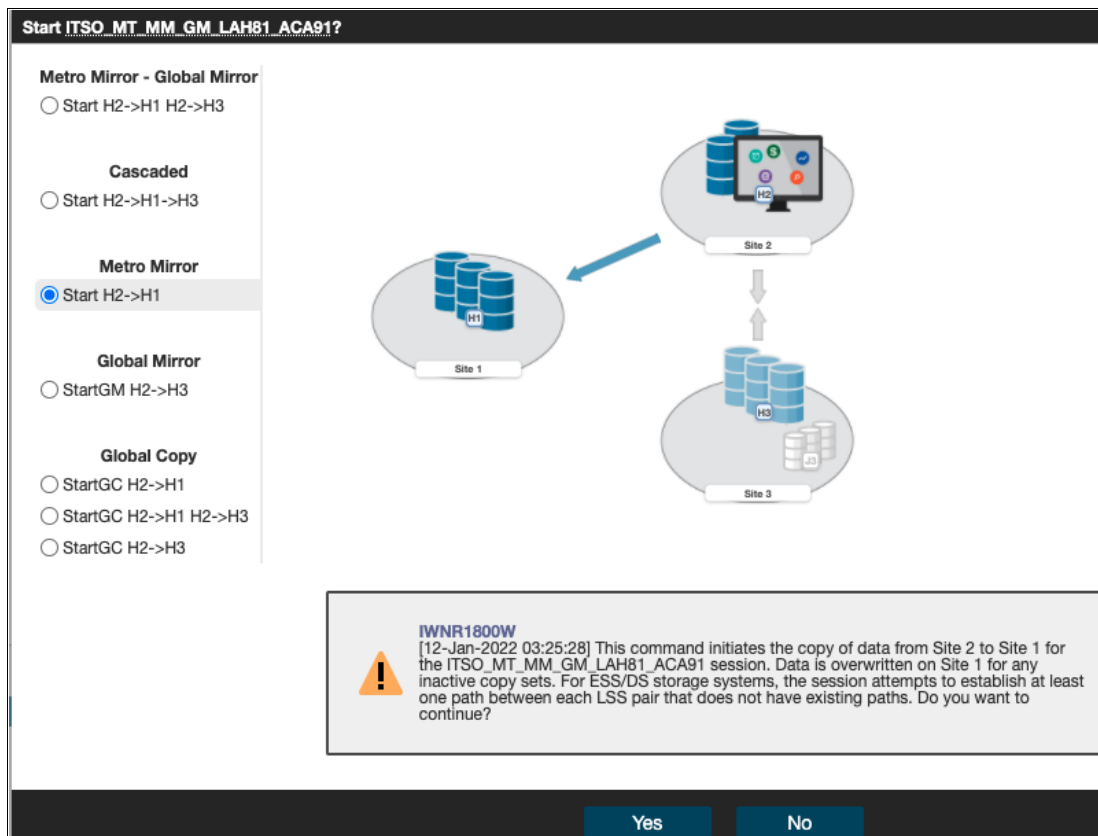 Start ITSO_MT_MM_GM_LAH81_ACA91?
Metro Mirror - Global Mirror
Start H2->H1 H2->H3
Cascaded
Start H2->H1->H3
Metro Mirror
Start H2->H1
Global Mirror
StartGM H2->H3
Global Copy
StartGC H2->H1
StartGC H2->H1 H2->H3
StartGC H2->H3
H2
Site 2
H1
Site 1
H3
J3
Site 3
IWNR1800W
[12-Jan-2022 03:25:28] This command initiates the copy of data from Site 2 to Site 1 for
the ITSO_MT_MM_GM_LAH81_ACA91 session. Data is overwritten on Site 1 for any
inactive copy sets. For ESS/DS storage systems, the session attempts to establish at least
one path between each LSS pair that does not have existing paths. Do you want to
continue?
Yes
No